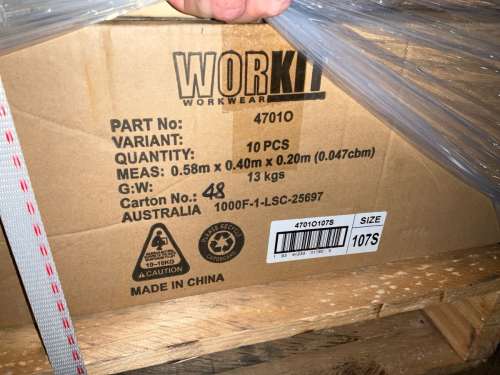 WORKIT
WORKWEAR
PART No: 4701O
VARIANT:
QUANTITY: 10 PCS
MEAS: 0.58m x 0.40m x 0.20m (0.047cbm)
G.W: 13 kgs
Carton No.: 48
AUSTRALIA 1000F-1-LSC-25697
CAUTION
MADE IN CHINA
4701O107S
SIZE
107S